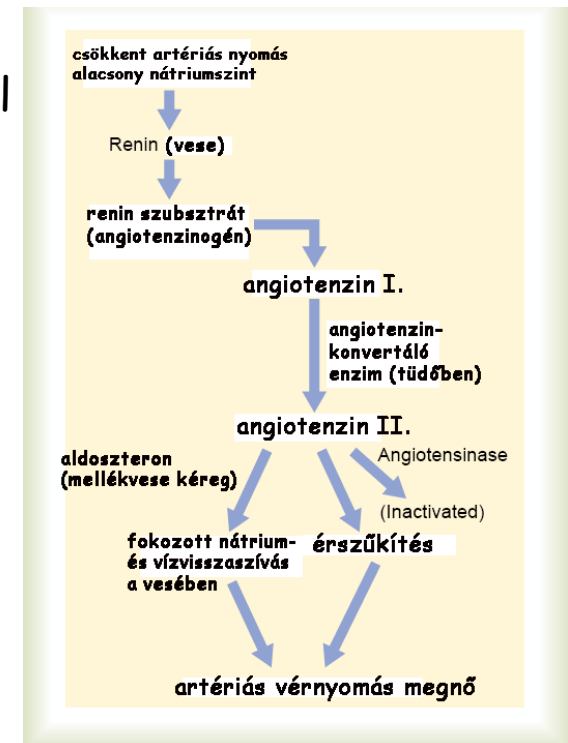 csökkent artériás nyomás
alacsony nátriumszint
Renin (vese)
renin szubsztrát
(angiotenzinogén)
angiotenzin I.
angiotenzin-
konvertáló
enzim (tüdőben)
angiotenzin II.
Angiotensinase
aldoszteron
(mellékvese kéreg)
(Inactivated)
fokozott nátrium-
és vízvisszaszívás
a vesében
érszűkítés
artériás vérnyomás megnő